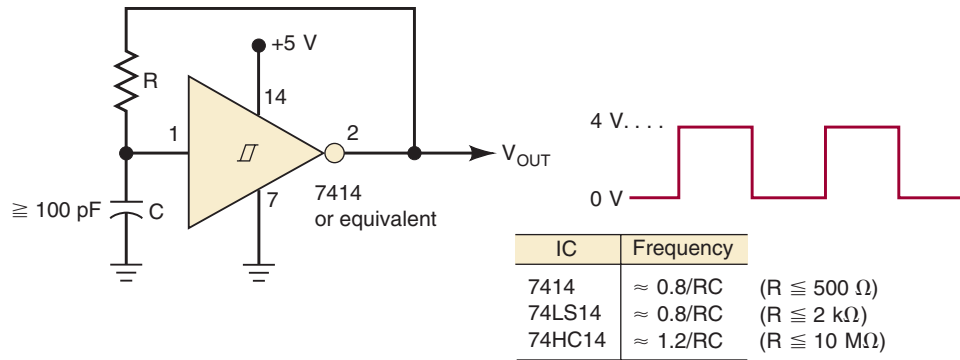 +5 V
R
14
1
2
4 V....
V_OUT
7
0 V
≧ 100 pF
C
7414
or equivalent
IC Frequency
7414 ≈ 0.8/RC (R ≦ 500 Ω)
74LS14 ≈ 0.8/RC (R ≦ 2 kΩ)
74HC14 ≈ 1.2/RC (R ≦ 10 MΩ)